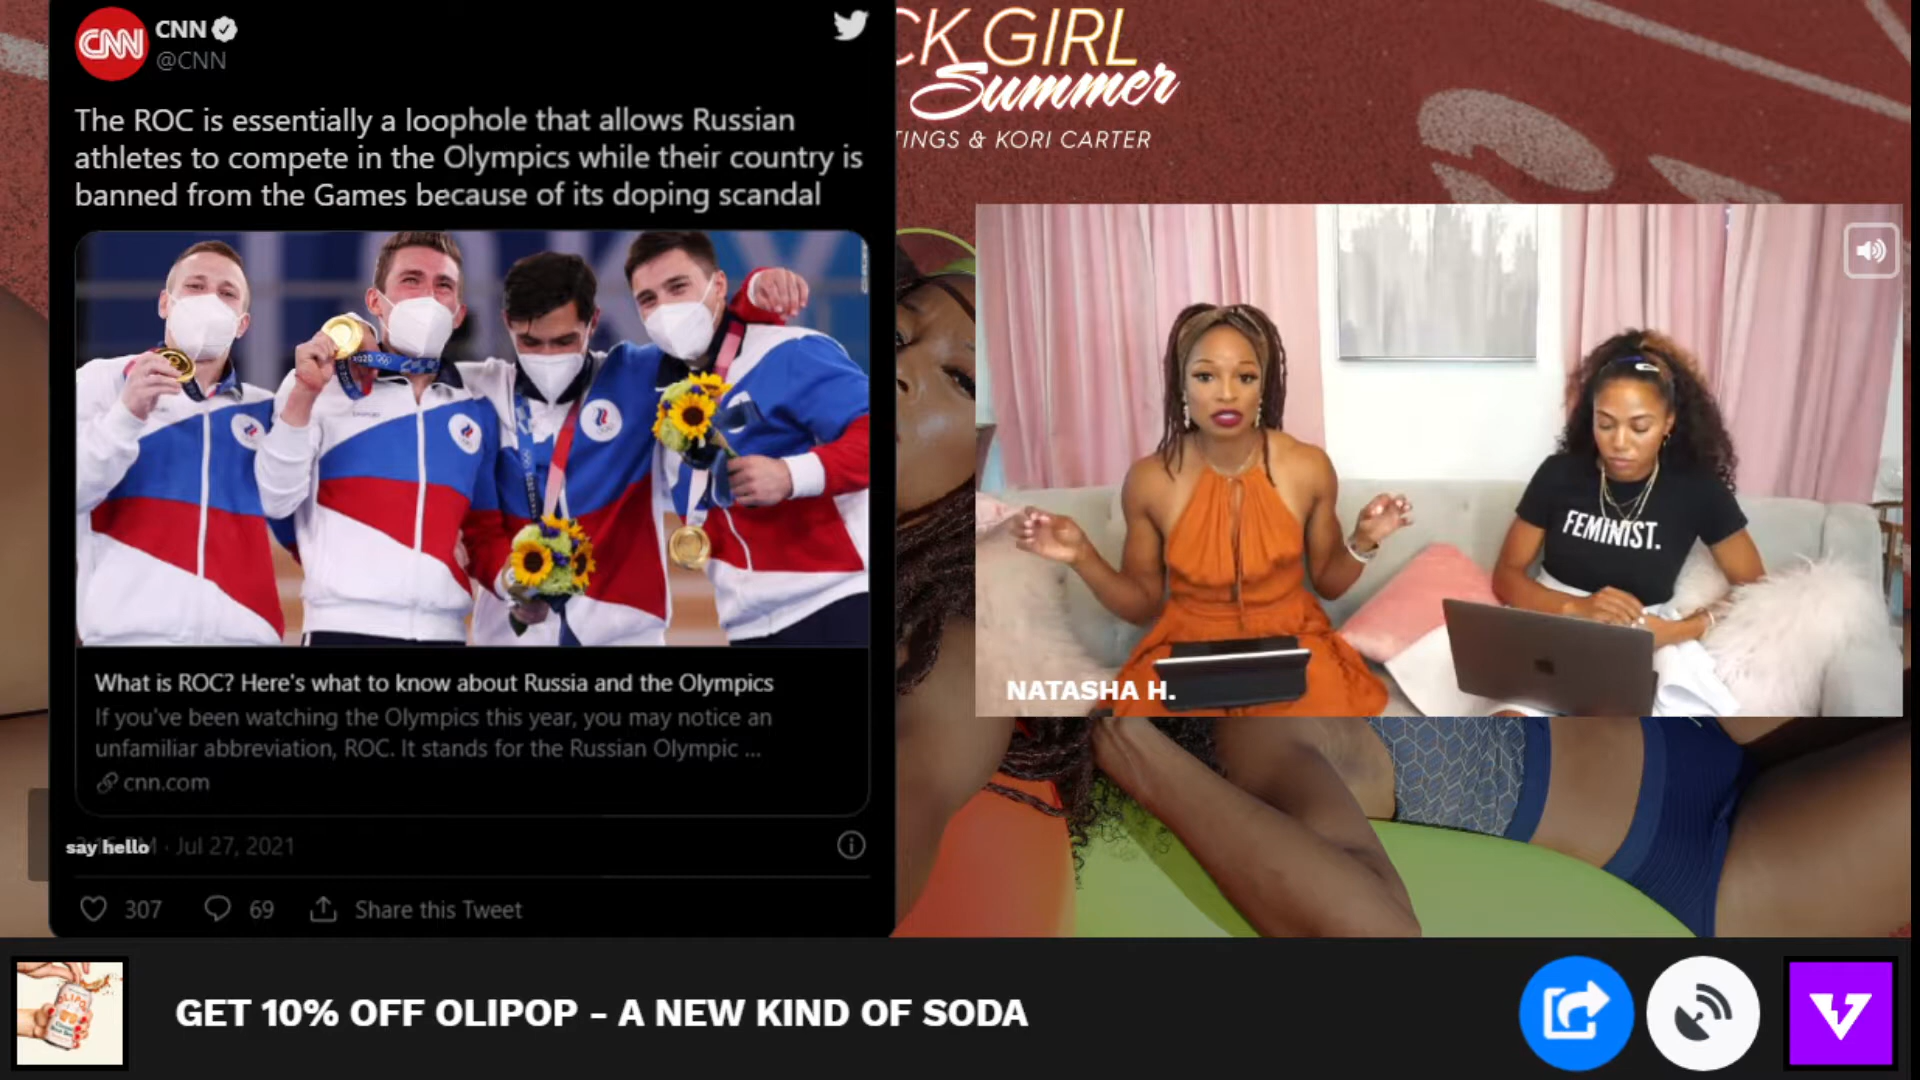 CNN
CNN
@CNN
The ROC is essentially a loophole that allows Russian
athletes to compete in the Olympics while their country is
banned from the Games because of its doping scandal
2020
What is ROC? Here's what to know about Russia and the Olympics
If you've been watching the Olympics this year, you may notice an
unfamiliar abbreviation, ROC. It stands for the Russian Olympic ...
cnn.com
say hello
· Jul 27, 2021
307 69 Share this Tweet
CK GIRL
Summer
TINGS & KORI CARTER
FEMINIST.
NATASHA H.
OLIPOP
GET 10% OFF OLIPOP - A NEW KIND OF SODA